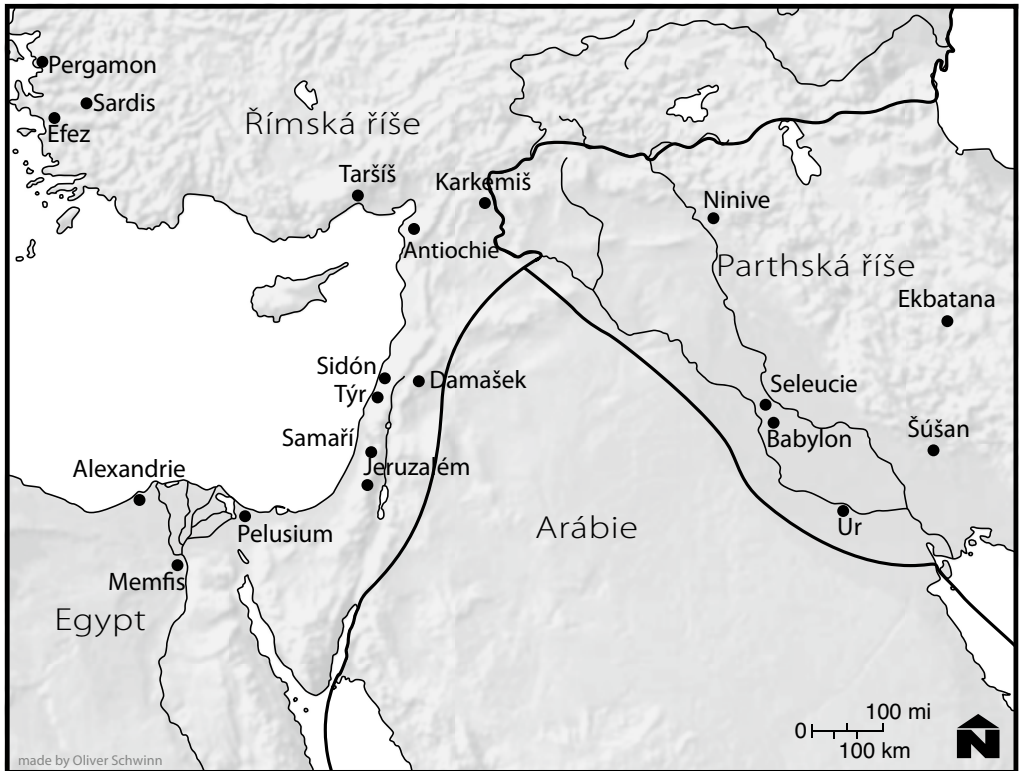 Pergamon
Sardis
Efez
Římská říše
Taršíš
Karkemiš
Ninive
Antiochie
Parthská říše
Ekbatana
Sidón
Damašek
Týr
Seleucie
Babylon
Šúšan
Samaří
Jeruzalém
Alexandrie
Pelusium
Arábie
Ur
Memfis
Egypt
100 mi
0
100 km
N
made by Oliver Schwinn